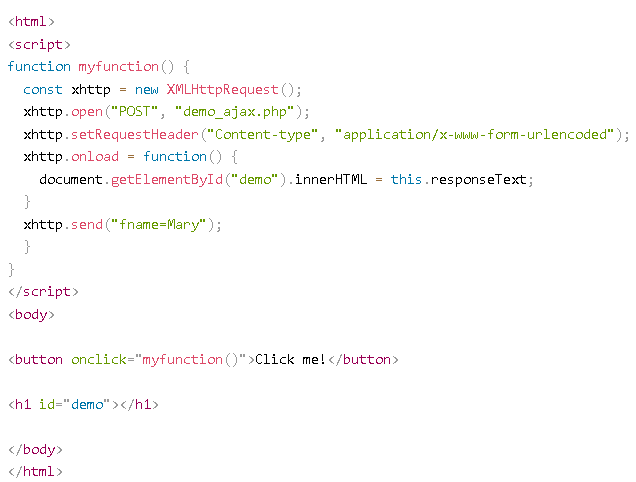 <html>
<script>
function myfunction() {
  const xhttp = new XMLHttpRequest();
  xhttp.open("POST", "demo_ajax.php");
  xhttp.setRequestHeader("Content-type", "application/x-www-form-urlencoded");
  xhttp.onload = function() {
    document.getElementById("demo").innerHTML = this.responseText;
  }
  xhttp.send("fname=Mary");
  }
}
</script>
<body>

<button onclick="myfunction()">Click me!</button>

<h1 id="demo"></h1>

</body>
</html>